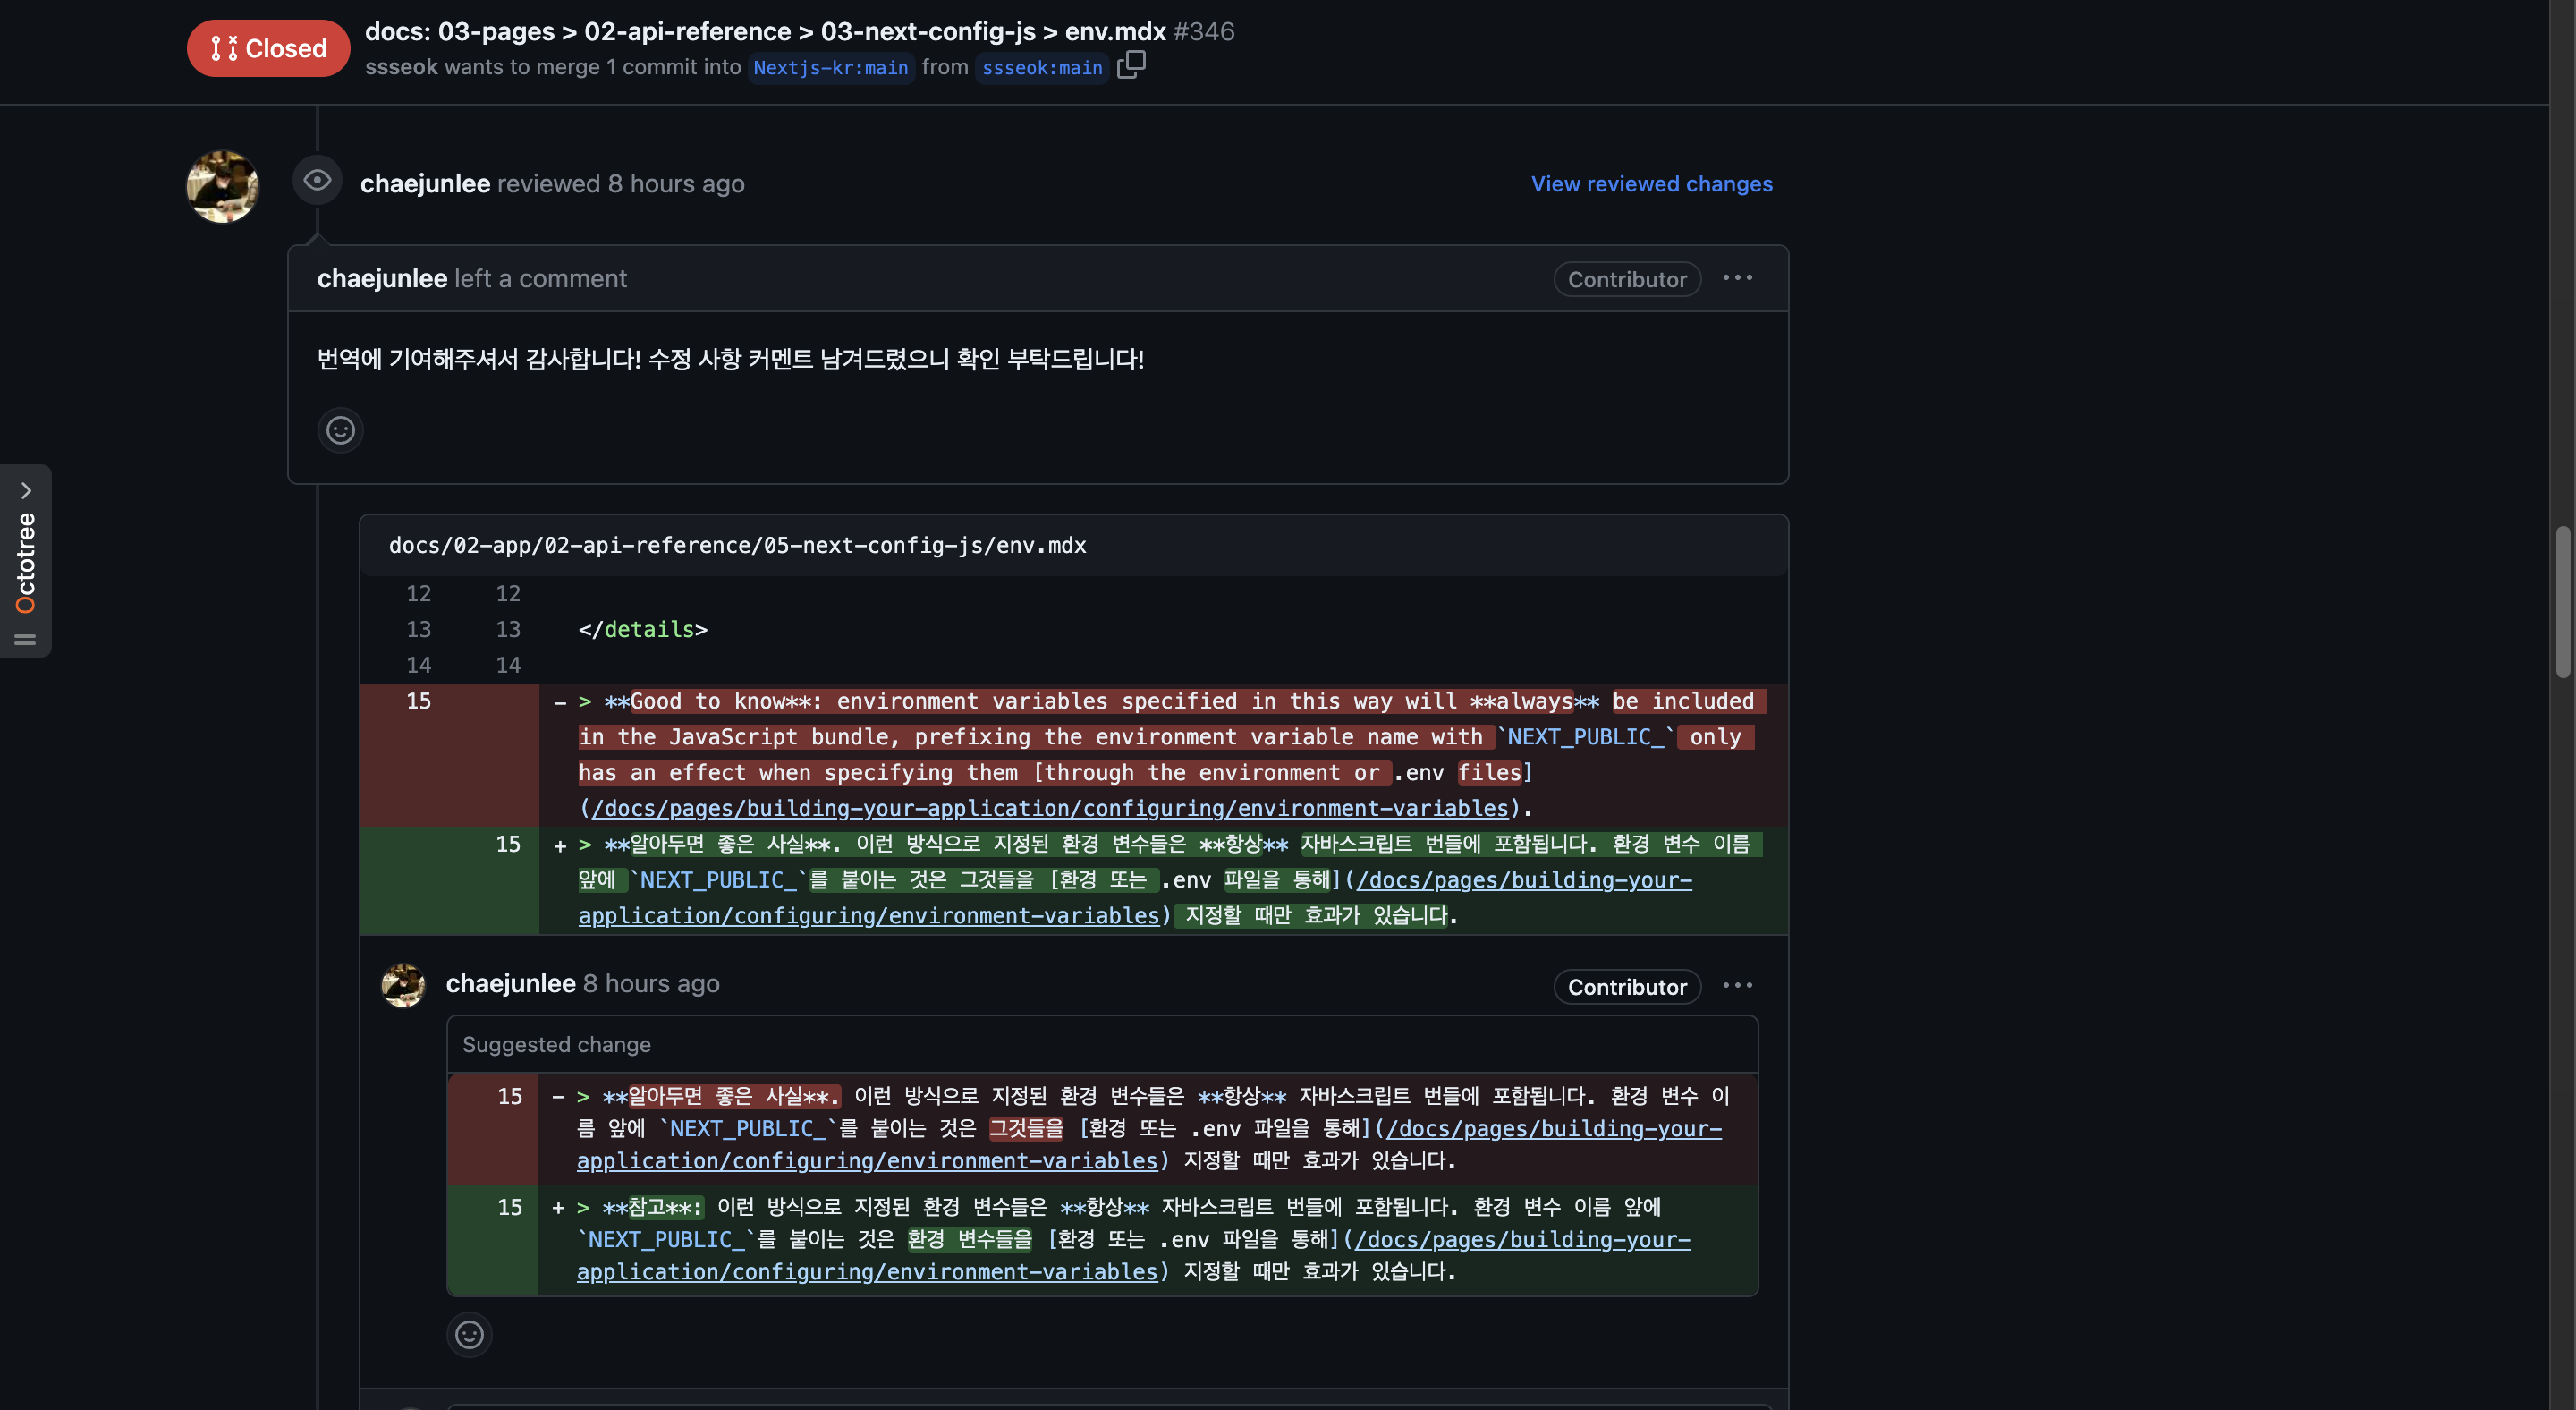 Closed
docs: 03-pages > 02-api-reference > 03-next-config-js > env.mdx #346
ssseok wants to merge 1 commit into Nextjs-kr:main from ssseok:main
chaejunlee reviewed 8 hours ago
View reviewed changes
chaejunlee left a comment
Contributor
번역에 기여해주셔서 감사합니다! 수정 사항 커멘트 남겨드렸으니 확인 부탁드립니다!
Octotree
docs/02-app/02-api-reference/05-next-config-js/env.mdx
12 12
13 13 </details>
14 14
15 - > **Good to know**: environment variables specified in this way will **always** be included
in the JavaScript bundle, prefixing the environment variable name with `NEXT_PUBLIC_` only
has an effect when specifying them [through the environment or .env files]
(/docs/pages/building-your-application/configuring/environment-variables).
15 + > **알아두면 좋은 사실**. 이런 방식으로 지정된 환경 변수들은 **항상** 자바스크립트 번들에 포함됩니다. 환경 변수 이름
앞에 `NEXT_PUBLIC_`를 붙이는 것은 그것들을 [환경 또는 .env 파일을 통해](/docs/pages/building-your-
application/configuring/environment-variables) 지정할 때만 효과가 있습니다.
chaejunlee 8 hours ago
Contributor
Suggested change
15 - > **알아두면 좋은 사실**. 이런 방식으로 지정된 환경 변수들은 **항상** 자바스크립트 번들에 포함됩니다. 환경 변수 이
름 앞에 `NEXT_PUBLIC_`를 붙이는 것은 그것들을 [환경 또는 .env 파일을 통해](/docs/pages/building-your-
application/configuring/environment-variables) 지정할 때만 효과가 있습니다.
15 + > **참고**: 이런 방식으로 지정된 환경 변수들은 **항상** 자바스크립트 번들에 포함됩니다. 환경 변수 이름 앞에
`NEXT_PUBLIC_`를 붙이는 것은 환경 변수들을 [환경 또는 .env 파일을 통해](/docs/pages/building-your-
application/configuring/environment-variables) 지정할 때만 효과가 있습니다.